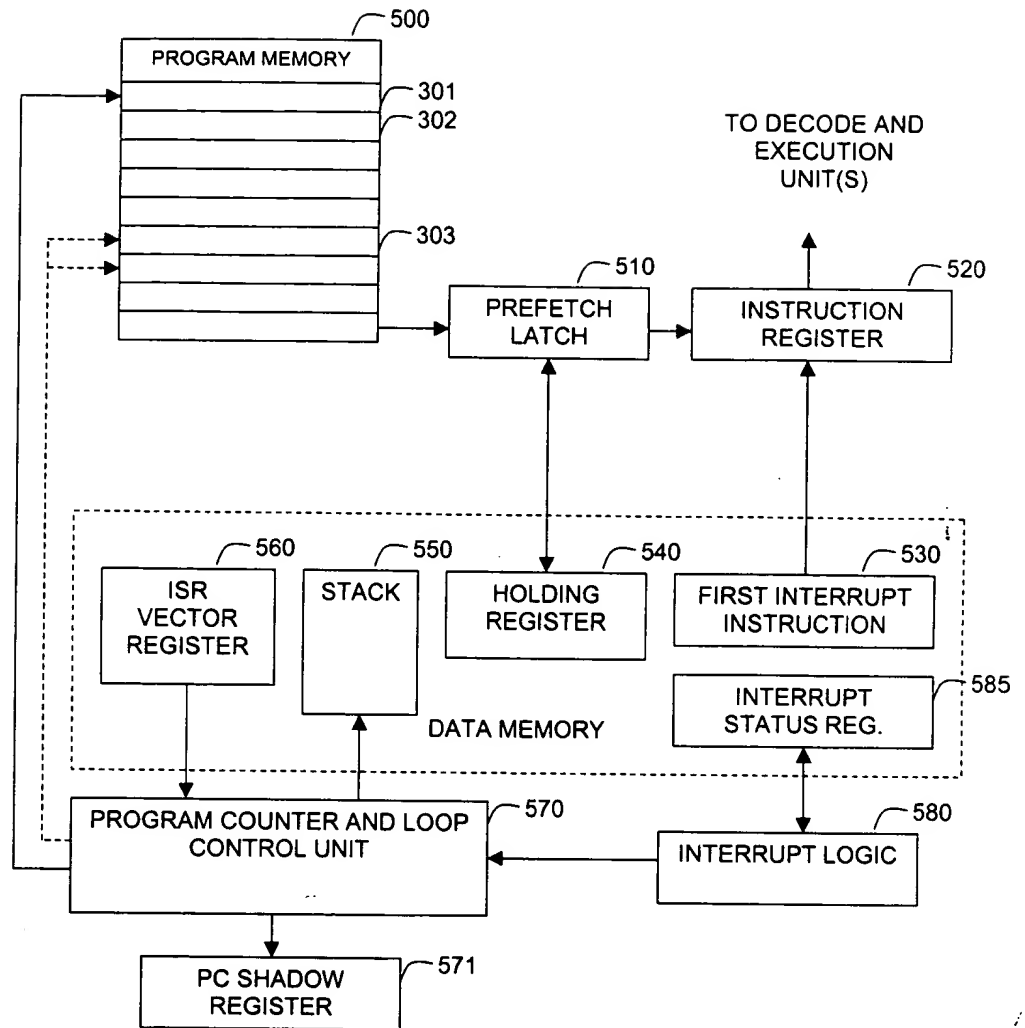 500
PROGRAM MEMORY
301
302
303
TO DECODE AND
EXECUTION
UNIT(S)
510
PREFETCH
LATCH
520
INSTRUCTION
REGISTER
560
ISR
VECTOR
REGISTER
550
STACK
540
HOLDING
REGISTER
530
FIRST INTERRUPT
INSTRUCTION
585
INTERRUPT
STATUS REG.
DATA MEMORY
570
PROGRAM COUNTER AND LOOP
CONTROL UNIT
580
INTERRUPT LOGIC
571
PC SHADOW
REGISTER